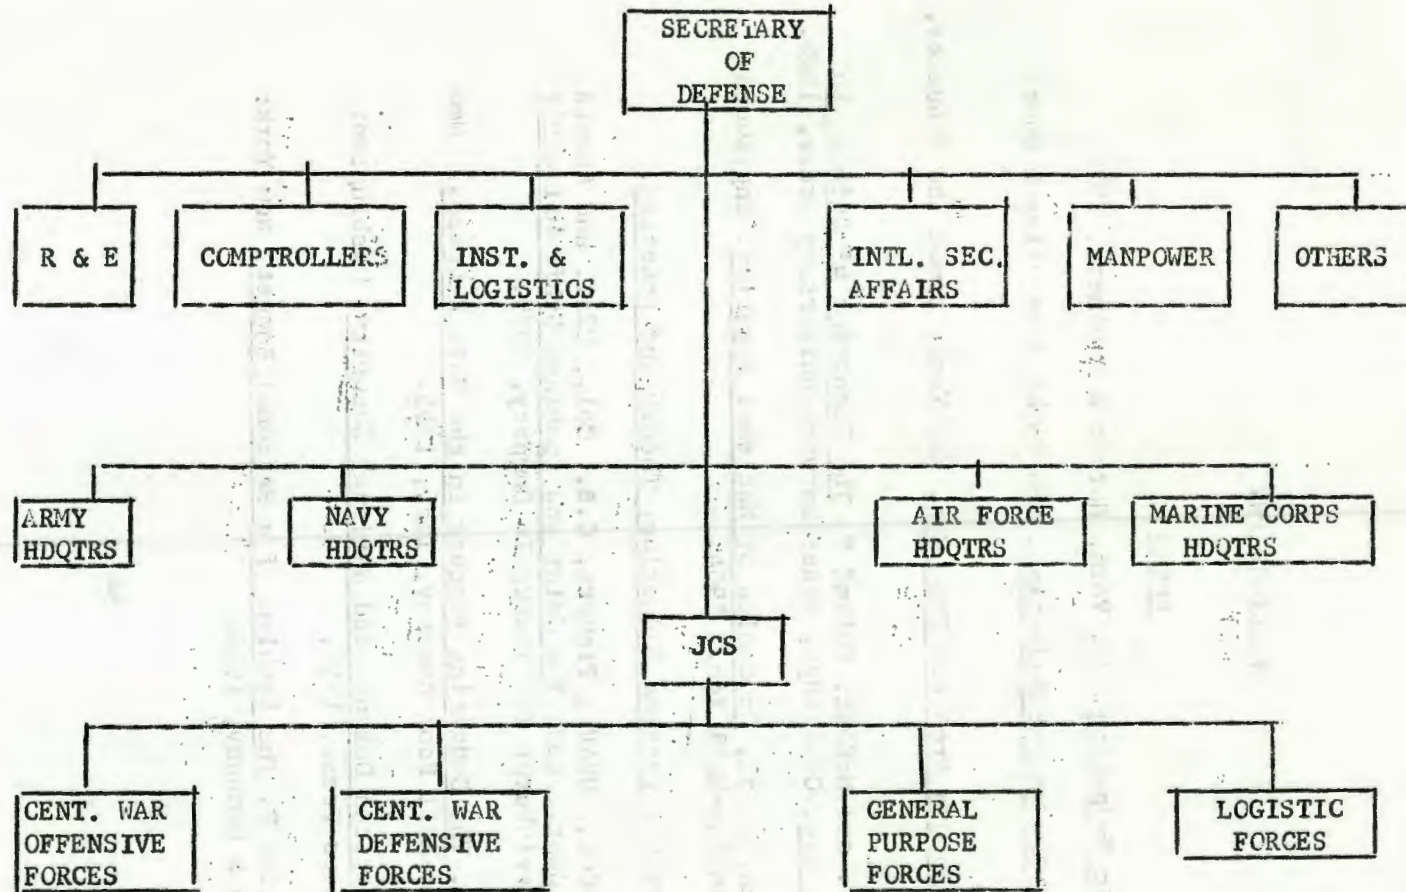 SECRETARY
OF
DEFENSE
R & E
COMPTROLLERS
INST. &
LOGISTICS
INTL. SEC.
AFFAIRS
MANPOWER
OTHERS
ARMY
HDQTRS
NAVY
HDQTRS
AIR FORCE
HDQTRS
MARINE CORPS
HDQTRS
JCS
CENT. WAR
OFFENSIVE
FORCES
CENT. WAR
DEFENSIVE
FORCES
GENERAL
PURPOSE
FORCES
LOGISTIC
FORCES